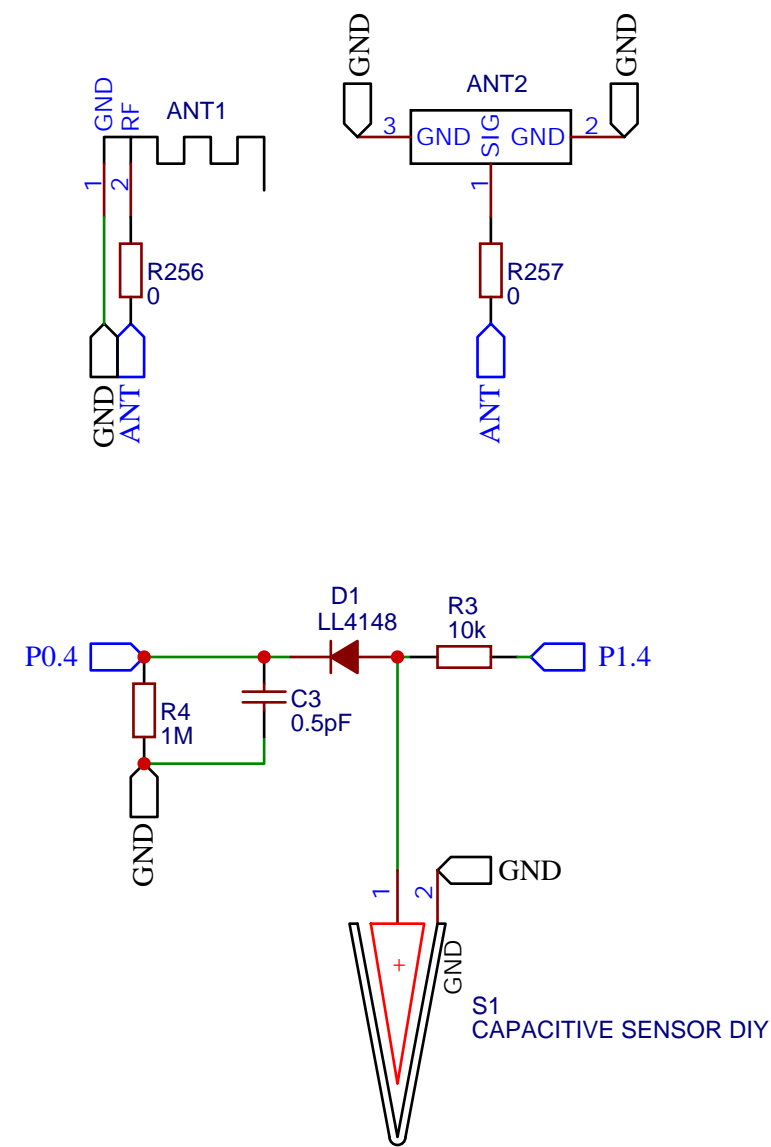 GND
RF
ANT1
1
2
R256
0
GND
ANT
GND
ANT2
GND
3
GND
SIG
GND
2
1
R257
0
ANT
D1
LL4148
R3
10k
P0.4
P1.4
R4
1M
C3
0.5pF
GND
1
2
GND
+
GND
S1
CAPACITIVE SENSOR DIY